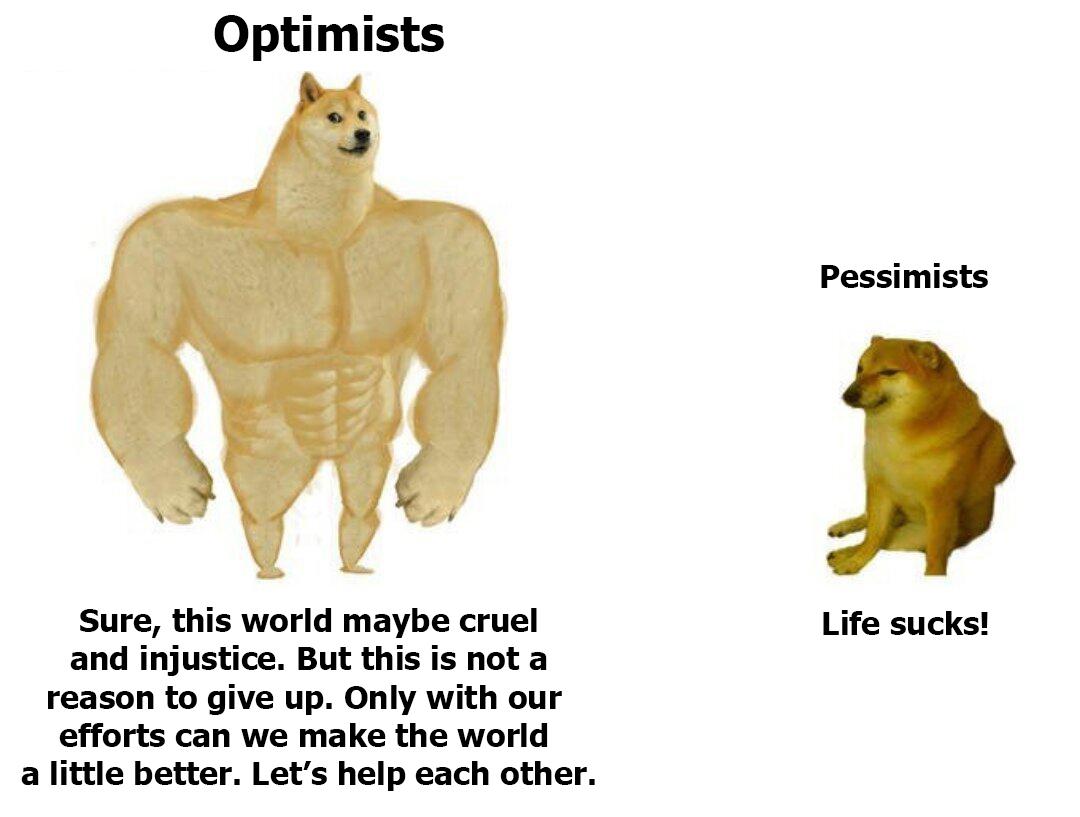 Optimists
Sure, this world maybe cruel
and injustice. But this is not a
reason to give up. Only with our
efforts can we make the world
a little better. Let’s help each other.
Pessimists
Life sucks!